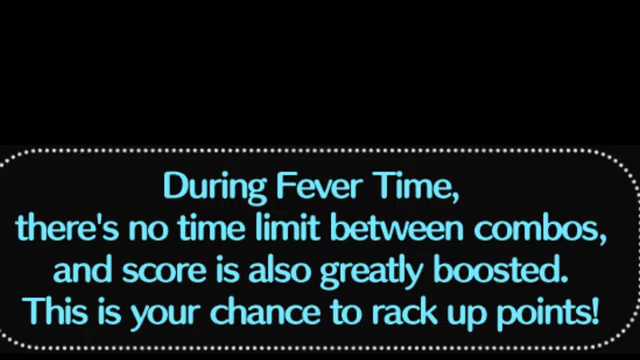 During Fever Time,
there's no time limit between combos,
and score is also greatly boosted.
This is your chance to rack up points!